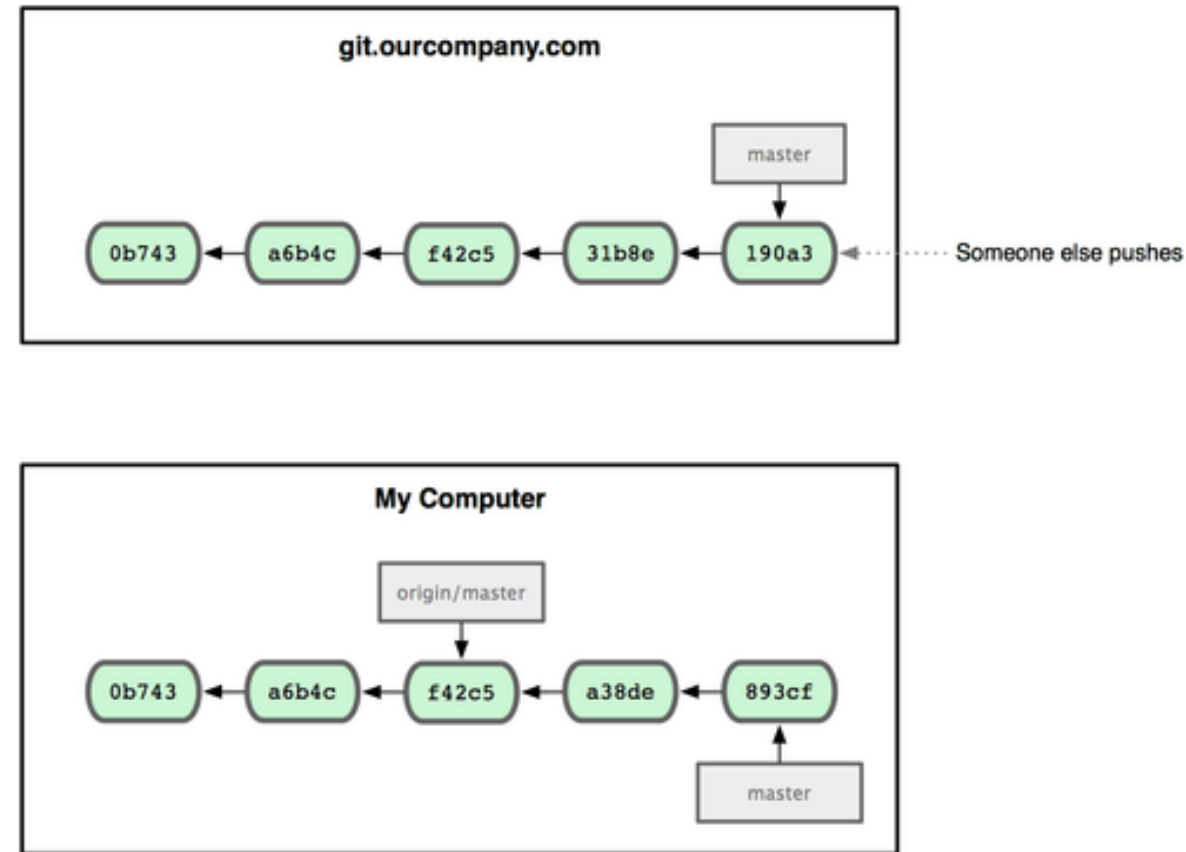 git.ourcompany.com
master
0b743 a6b4c f42c5 31b8e 190a3 Someone else pushes
My Computer
origin/master
0b743 a6b4c f42c5 a38de 893cf
master